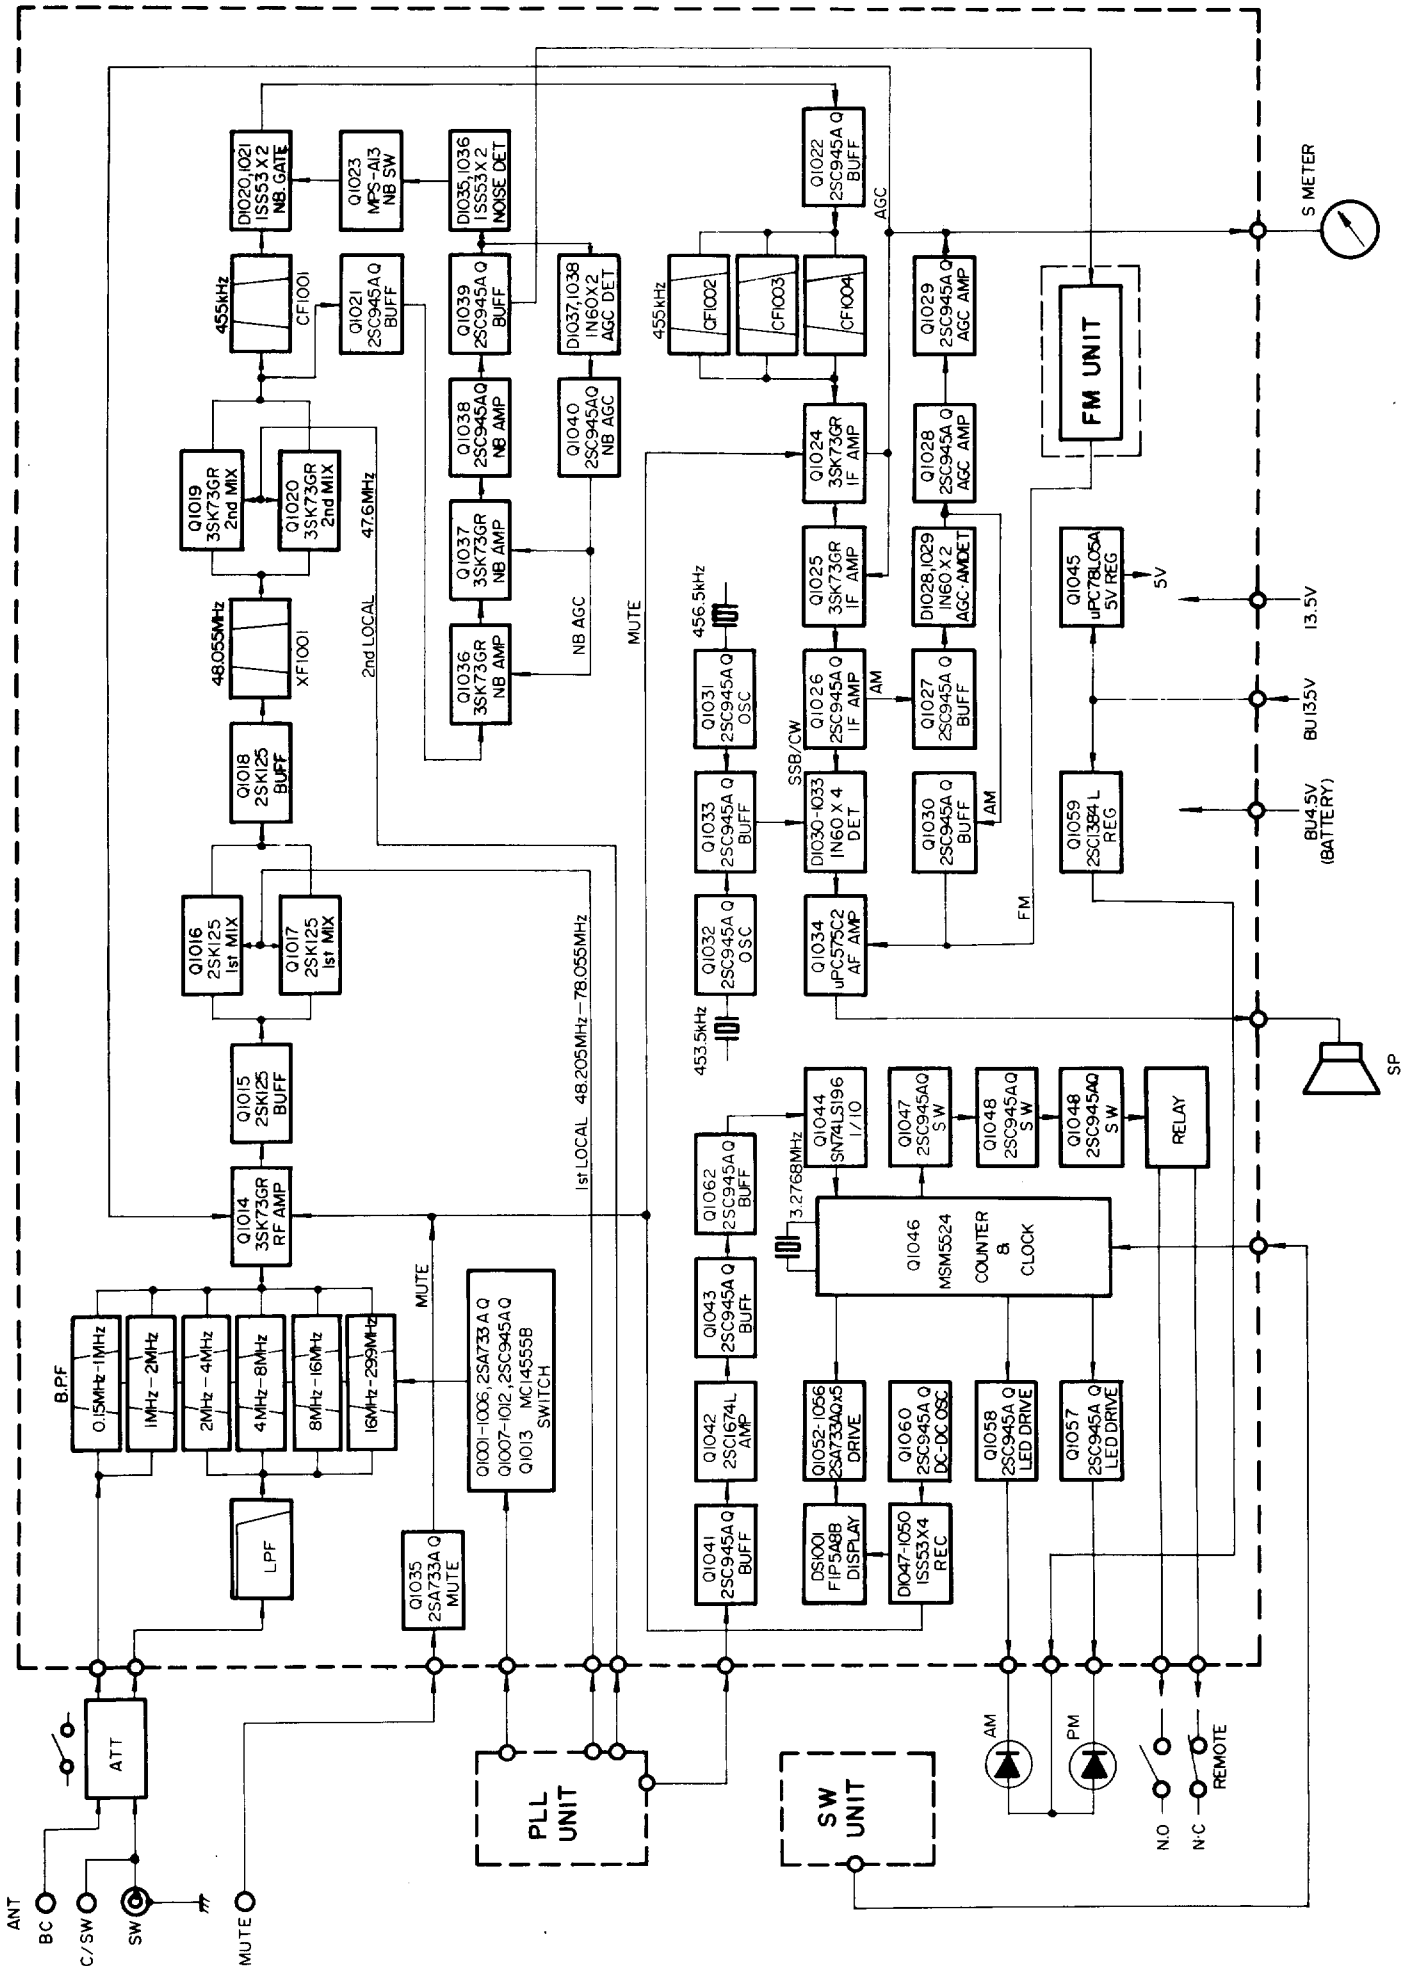 ANT
BC
C/SW
SW
MUTE
ATT
B.P.F
0.15MHz-1MHz
1MHz-2MHz
2MHz-4MHz
4MHz-8MHz
8MHz-16MHz
16MHz-29.9MHz
LPF
Q1014
3SK73GR
RF AMP
Q1015
2SK125
BUFF
Q1016
2SK125
1st MIX
Q1017
2SK125
1st MIX
Q1018
2SK125
BUFF
48.055MHz
XF1001
Q1019
3SK73GR
2nd MIX
Q1020
3SK73GR
2nd MIX
455kHz
CF1001
D1020,1021
1SS53 X 2
NB.GATE
Q1021
2SC945A Q
BUFF
Q1023
MPS-A13
NB SW
Q1035
2SA733A Q
MUTE
MUTE
Q1001-1006,2SA733A Q
Q1007-1012,2SC945A Q
Q1013 MC14555B
SWITCH
2nd LOCAL 47.6MHz
1st LOCAL 48.205MHz-78.055MHz
Q1036
3SK73GR
NB AMP
Q1037
3SK73GR
NB AMP
Q1038
2SC945AQ
NB AMP
Q1039
2SC945A Q
BUFF
D1035,1036
1SS53 X 2
NOISE DET
D1037,1038
IN60X2
AGC DET
Q1040
2SC945AQ
NB AGC
NB AGC
MUTE
PLL
UNIT
Q1041
2SC945AQ
BUFF
Q1042
2SC1674L
AMP
Q1043
2SC945A Q
BUFF
Q1062
2SC945A Q
BUFF
Q1044
SN74LS196
1/10
453.5kHz
Q1032
2SC945A Q
OSC
Q1033
2SC945A Q
BUFF
Q1031
2SC945A Q
OSC
456.5kHz
455kHz
CF1002
CF1003
CF1004
Q1022
2SC945A Q
BUFF
AGC
Q1034
uPC575C2
AF AMP
D1030-1033
IN60 X 4
DET
SSB/CW
Q1026
2SC945A Q
IF AMP
Q1025
3SK73GR
IF AMP
Q1024
3SK73GR
IF AMP
AM
Q1030
2SC945A Q
BUFF
AM
Q1027
2SC945A Q
BUFF
D1028,1029
IN60 X 2
AGC·AMDET
Q1028
2SC945A Q
AGC AMP
Q1029
2SC945A Q
AGC AMP
FM
FM UNIT
3.2768MHz
Q1046
MSM5524
COUNTER
&
CLOCK
Q1047
2SC945AQ
SW
Q1048
2SC945AQ
SW
Q1048
2SC945AQ
SW
RELAY
DS1001
FIP5A8B
DISPLAY
Q1052-1056
2SA733AQx5
DRIVE
D1047-1050
ISS53X4
REC
Q1060
2SC945A Q
DC-DC OSC
Q1058
2SC945A Q
LED DRIVE
Q1057
2SC945A Q
LED DRIVE
Q1059
2SC1384 L
REG
Q1045
uPC78L05A
5V REG
5V
SW
UNIT
AM
PM
N.O
N·C
REMOTE
SP
BU4.5V
(BATTERY)
BU13.5V
13.5V
S METER